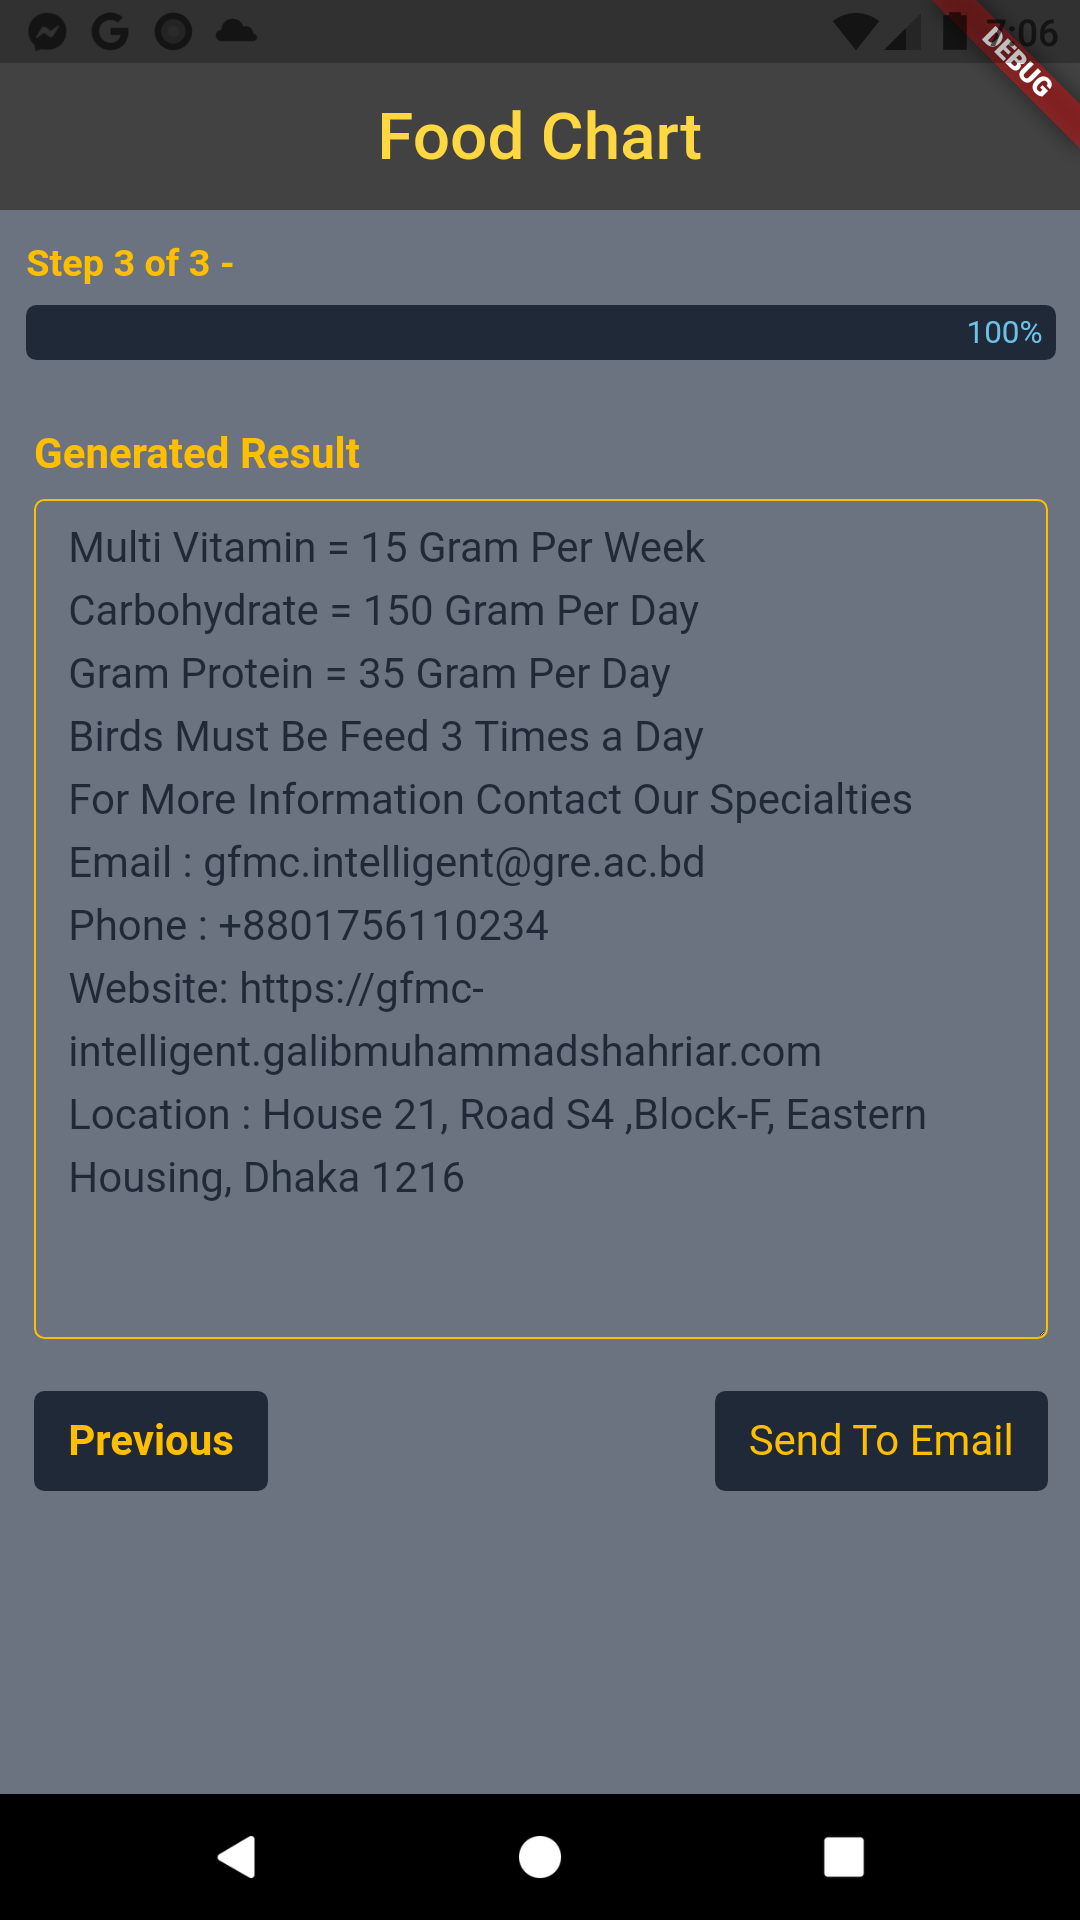 7:06
DEBUG
Food Chart
Step 3 of 3 -
100%
Generated Result
Multi Vitamin = 15 Gram Per Week
Carbohydrate = 150 Gram Per Day
Gram Protein = 35 Gram Per Day
Birds Must Be Feed 3 Times a Day
For More Information Contact Our Specialties
Email : gfmc.intelligent@gre.ac.bd
Phone : +8801756110234
Website: https://gfmc-
intelligent.galibmuhammadshahriar.com
Location : House 21, Road S4 ,Block-F, Eastern
Housing, Dhaka 1216
Previous
Send To Email